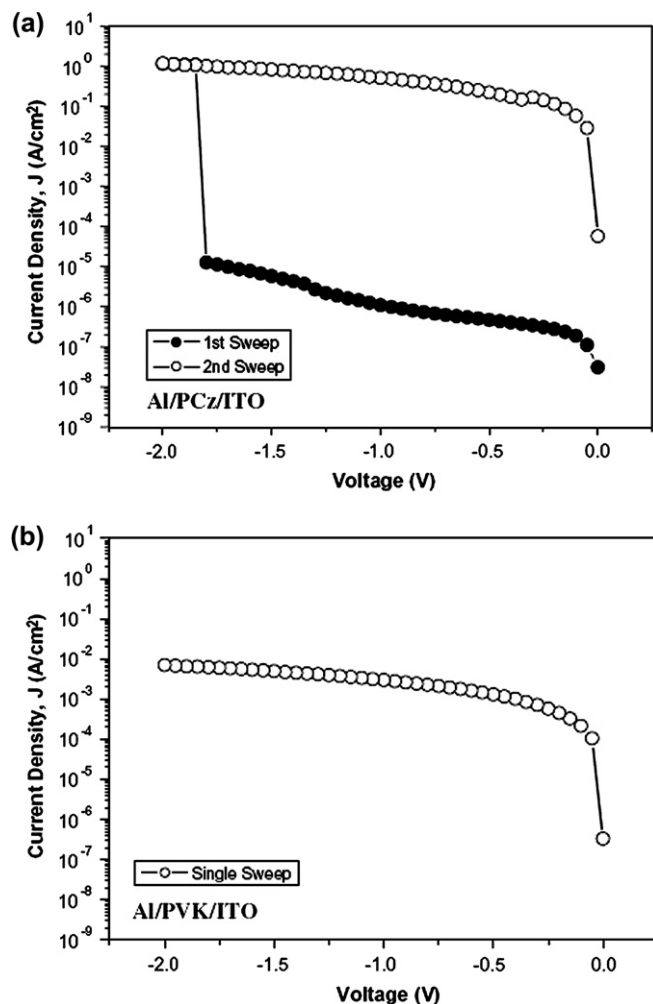 (a)
10¹
10⁰
10⁻¹
10⁻²
10⁻³
10⁻⁴
10⁻⁵
10⁻⁶
10⁻⁷
10⁻⁸
10⁻⁹
Current Density, J (A/cm²)
1st Sweep
2nd Sweep
Al/PCz/ITO
-2.0 -1.5 -1.0 -0.5 0.0
Voltage (V)
(b)
10¹
10⁰
10⁻¹
10⁻²
10⁻³
10⁻⁴
10⁻⁵
10⁻⁶
10⁻⁷
10⁻⁸
10⁻⁹
Current Density, J (A/cm²)
Single Sweep
Al/PVK/ITO
-2.0 -1.5 -1.0 -0.5 0.0
Voltage (V)